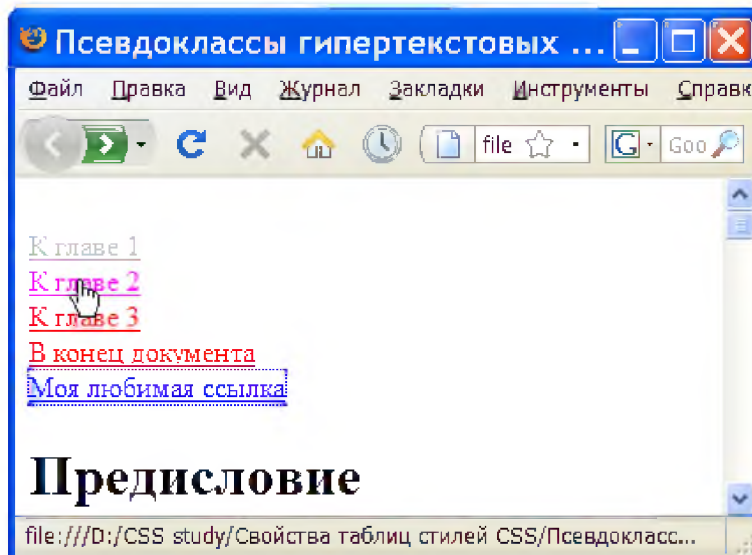 Псевдоклассы гипертекстовых ...
Файл Правка Вид Журнал Закладки Инструменты Справк
file G Goo
К главе 1
К главе 2
К главе 3
В конец документа
Моя любимая ссылка
Предисловие
file:///D:/CSS study/Свойства таблиц стилей CSS/Псевдокласс...